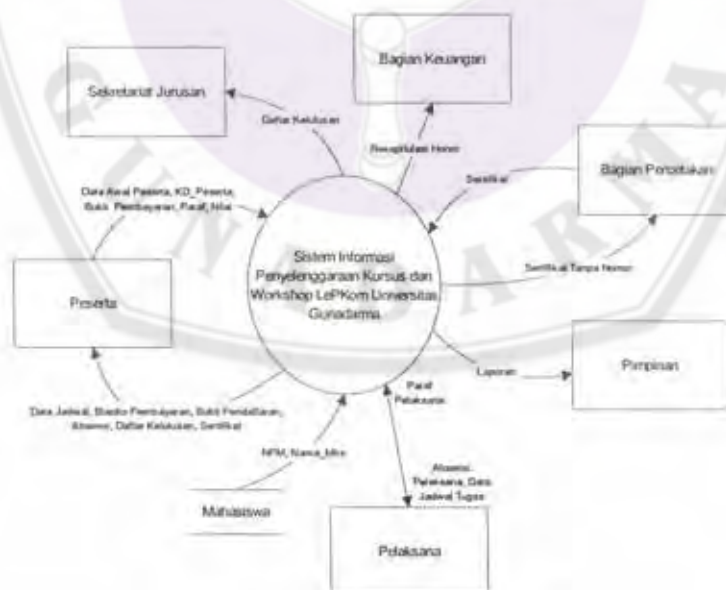 Bagian Keuangan
Sekretariat Jurusan
Daftar Kelulusan
Rekapitulasi Honor
Bagian Percetakan
Sertifikat
Data Awal Peserta, KD_Peserta,
Bukti Pembayaran, Paraf, Nilai
Sistem Informasi
Penyelenggaraan Kursus dan
Workshop LePKom Universitas
Gunadarma
Sertifikat Tanpa Nomor
Peserta
Laporan
Pimpinan
Paraf
Pelaksana
Data Jadwal, Blanko Pembayaran, Bukti Pendaftaran,
Absensi, Daftar Kelulusan, Sertifikat
NPM, Nama_Mhs
Absensi
Pelaksana, Data
Jadwal Tugas
Mahasiswa
Pelaksana
GUNADARMA